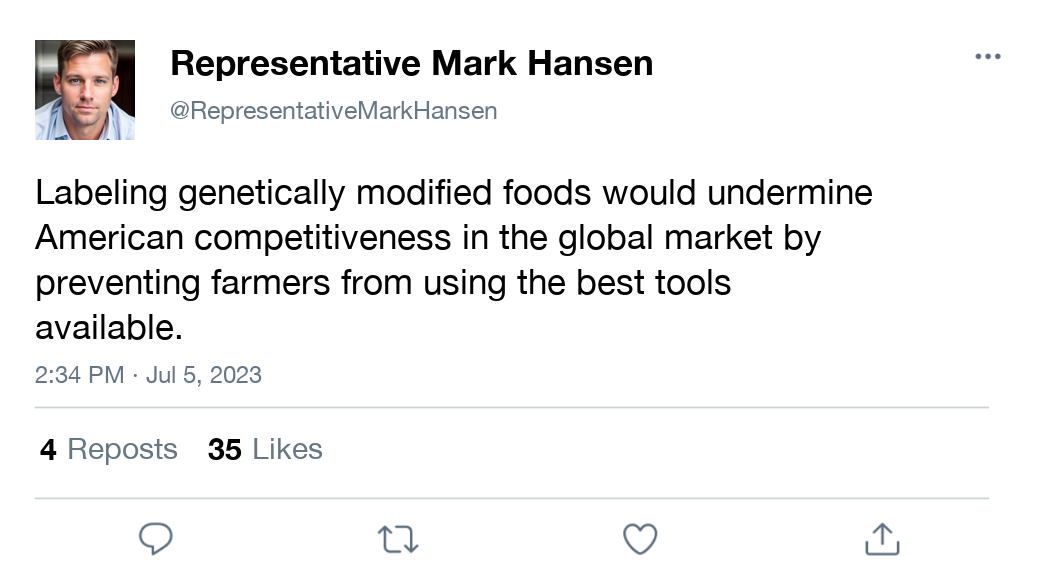 Representative Mark Hansen
@RepresentativeMarkHansen
Labeling genetically modified foods would undermine
American competitiveness in the global market by
preventing farmers from using the best tools
available.
2:34 PM · Jul 5, 2023
4 Reposts 35 Likes